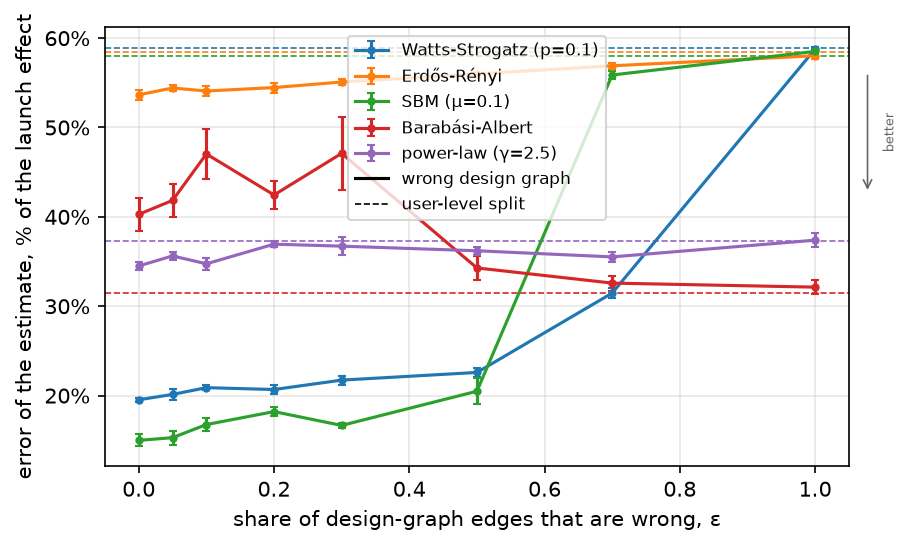 60%
50%
40%
30%
20%
error of the estimate, % of the launch effect
Watts-Strogatz (p=0.1)
Erdős-Rényi
SBM (μ=0.1)
Barabási-Albert
power-law (γ=2.5)
wrong design graph
user-level split
better
0.0 0.2 0.4 0.6 0.8 1.0
share of design-graph edges that are wrong, ε